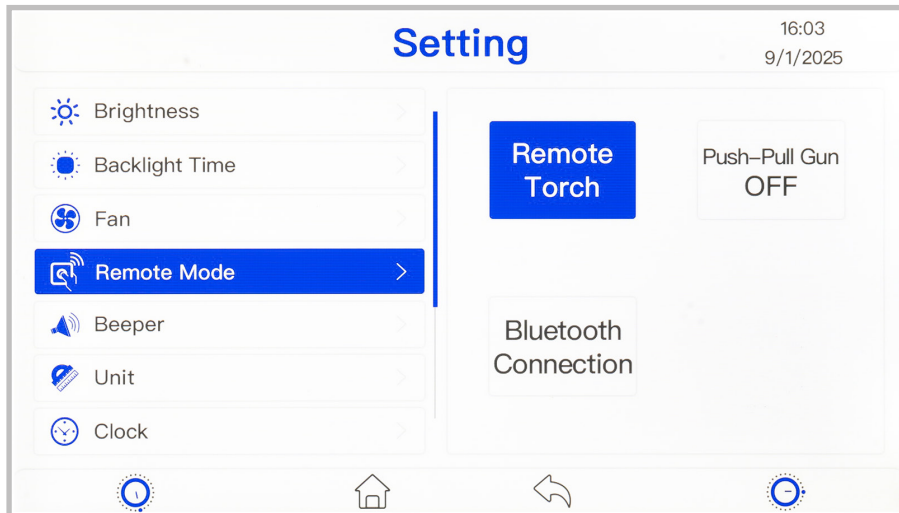 Setting
16:03
9/1/2025
Brightness
Backlight Time
Fan
Remote Mode
Beeper
Unit
Clock
Remote
Torch
Push-Pull Gun
OFF
Bluetooth
Connection